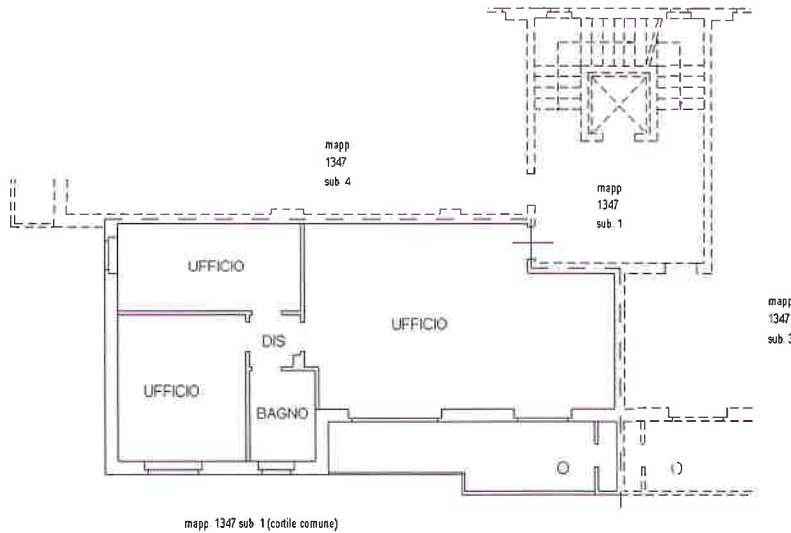 mapp
1347
sub. 4
mapp
1347
sub. 1
UFFICIO
UFFICIO
mapp
1347
sub. 3
DIS
UFFICIO
BAGNO
mapp 1347 sub 1 (cortile comune)